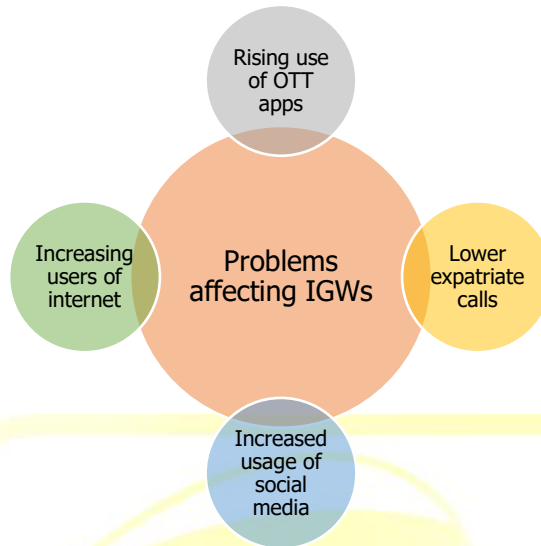 Rising use
of OTT
apps
Increasing
users of
internet
Problems
affecting IGWs
Lower
expatriate
calls
Increased
usage of
social
media